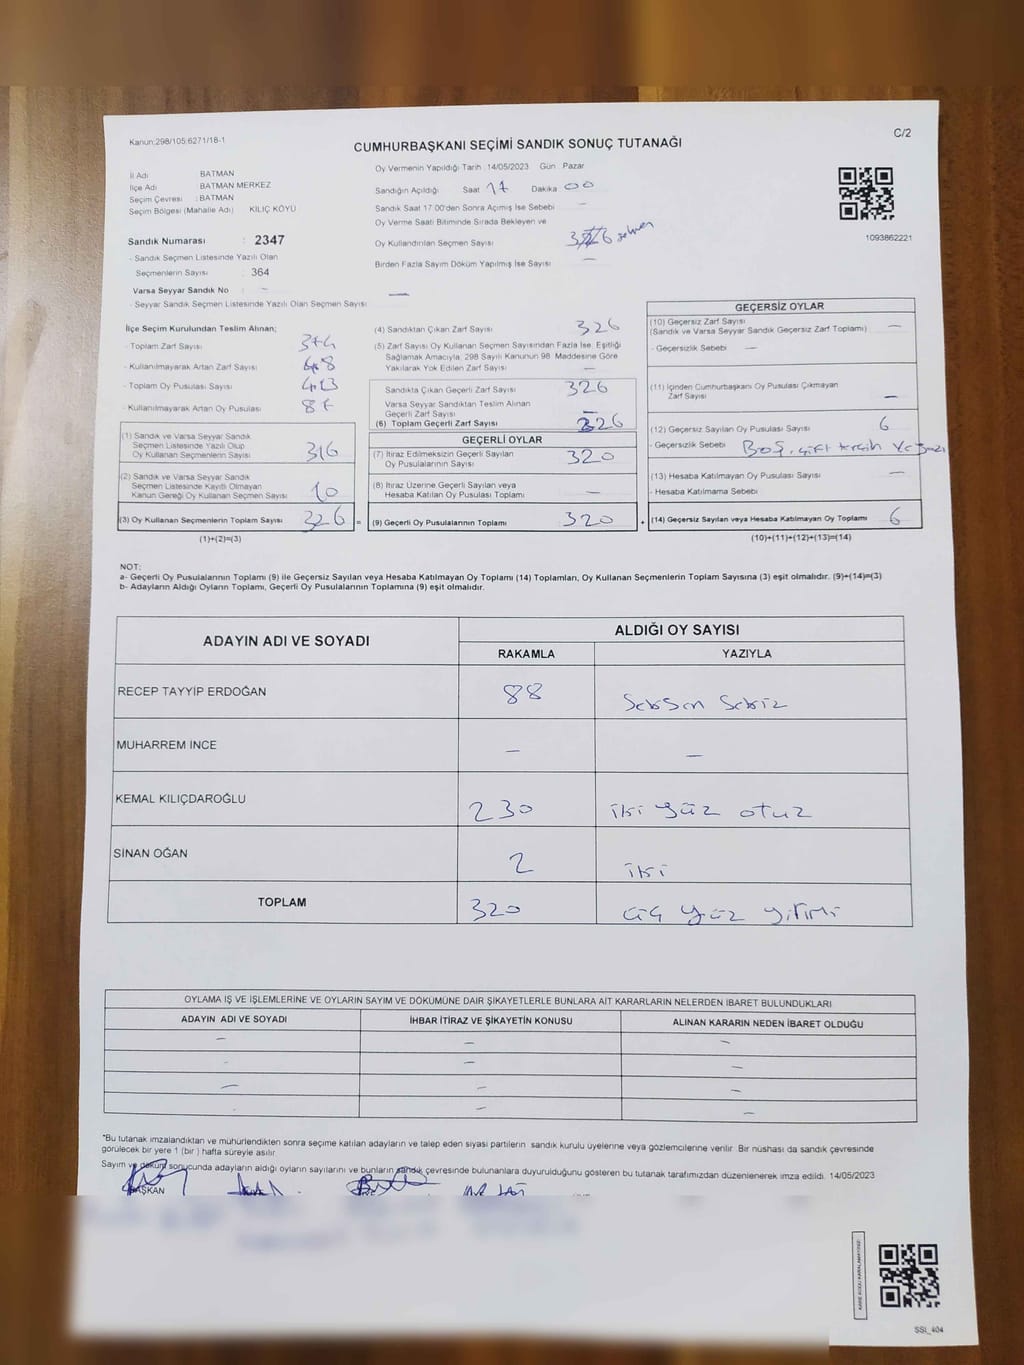 Kanun:298/105:6271/18-1
C/2
CUMHURBAŞKANI SEÇİMİ SANDIK SONUÇ TUTANAĞI
İl Adı BATMAN
İlçe Adı BATMAN MERKEZ
Seçim Çevresi : BATMAN
Seçim Bölgesi (Mahalle Adı) KILIÇ KÖYÜ
Sandık Numarası : 2347
- Sandık Seçmen Listesinde Yazılı Olan
Seçmenlerin Sayısı : 364
Varsa Seyyar Sandık No : -
- Seyyar Sandık Seçmen Listesinde Yazılı Olan Seçmen Sayısı —
Oy Vermenin Yapıldığı Tarih : 14/05/2023 Gün : Pazar
Sandığın Açıldığı Saat 17 Dakika 00
Sandık Saat 17:00'den Sonra Açılmış İse Sebebi -
Oy Verme Saati Bitiminde Sırada Bekleyen ve
Oy Kullandırılan Seçmen Sayısı 326
Birden Fazla Sayım Döküm Yapılmış İse Sayısı —
1093862221
İlçe Seçim Kurulundan Teslim Alınan;
- Toplam Zarf Sayısı 374
- Kullanılmayarak Artan Zarf Sayısı 48
- Toplam Oy Pusulası Sayısı 413
- Kullanılmayarak Artan Oy Pusulası 87
(1) Sandık ve Varsa Seyyar Sandık
Seçmen Listesinde Yazılı Olup
Oy Kullanan Seçmenlerin Sayısı 316
(2) Sandık ve Varsa Seyyar Sandık
Seçmen Listesinde Kayıtlı Olmayan
Kanun Gereği Oy Kullanan Seçmen Sayısı 10
(3) Oy Kullanan Seçmenlerin Toplam Sayısı 326 =
(1)+(2)=(3)
(4) Sandıktan Çıkan Zarf Sayısı 326
(5) Zarf Sayısı Oy Kullanan Seçmen Sayısından Fazla İse, Eşitliği
Sağlamak Amacıyla, 298 Sayılı Kanunun 98. Maddesine Göre
Yakılarak Yok Edilen Zarf Sayısı —
Sandıkta Çıkan Geçerli Zarf Sayısı 326
Varsa Seyyar Sandıktan Teslim Alınan
Geçerli Zarf Sayısı —
(6) Toplam Geçerli Zarf Sayısı 326
GEÇERLİ OYLAR
(7) İtiraz Edilmeksizin Geçerli Sayılan
Oy Pusulalarının Sayısı 320
(8) İtiraz Üzerine Geçerli Sayılan veya
Hesaba Katılan Oy Pusulası Toplamı —
(9) Geçerli Oy Pusulalarının Toplamı 320 +
GEÇERSİZ OYLAR
(10) Geçersiz Zarf Sayısı
(Sandık ve Varsa Seyyar Sandık Geçersiz Zarf Toplamı) —
- Geçersizlik Sebebi —
(11) İçinden Cumhurbaşkanı Oy Pusulası Çıkmayan
Zarf Sayısı —
(12) Geçersiz Sayılan Oy Pusulası Sayısı 6
- Geçersizlik Sebebi Boş, çift
(13) Hesaba Katılmayan Oy Pusulası Sayısı —
- Hesaba Katılmama Sebebi
(14) Geçersiz Sayılan veya Hesaba Katılmayan Oy Toplamı 6
(10)+(11)+(12)+(13)=(14)
NOT:
a- Geçerli Oy Pusulalarının Toplamı (9) ile Geçersiz Sayılan veya Hesaba Katılmayan Oy Toplamı (14) Toplamları, Oy Kullanan Seçmenlerin Toplam Sayısına (3) eşit olmalıdır. (9)+(14)=(3)
b- Adayların Aldığı Oyların Toplamı, Geçerli Oy Pusulalarının Toplamına (9) eşit olmalıdır.
ADAYIN ADI VE SOYADI ALDIĞI OY SAYISI
RAKAMLA YAZIYLA
RECEP TAYYİP ERDOĞAN 88 Seksen Sekiz
MUHARREM İNCE — —
KEMAL KILIÇDAROĞLU 230 iki yüz otuz
SİNAN OĞAN 2 iki
TOPLAM 320 üç yüz yirmi
OYLAMA İŞ VE İŞLEMLERİNE VE OYLARIN SAYIM VE DÖKÜMÜNE DAİR ŞİKAYETLERLE BUNLARA AİT KARARLARIN NELERDEN İBARET BULUNDUKLARI
ADAYIN ADI VE SOYADI İHBAR İTİRAZ VE ŞİKAYETİN KONUSU ALINAN KARARIN NEDEN İBARET OLDUĞU
— — —
- — —
— — —
- — —
*Bu tutanak imzalandıktan ve mühürlendikten sonra seçime katılan adayların ve talep eden siyasi partilerin sandık kurulu üyelerine veya gözlemcilerine verilir. Bir nüshası da sandık çevresinde
görülecek bir yere 1 (bir) hafta süreyle asılır.
Sayım ve döküm sonucunda adayların aldığı oyların sayılarını ve bunların sandık çevresinde bulunanlara duyurulduğunu gösteren bu tutanak tarafımızdan düzenlenerek imza edildi. 14/05/2023
BAŞKAN
SSI_404